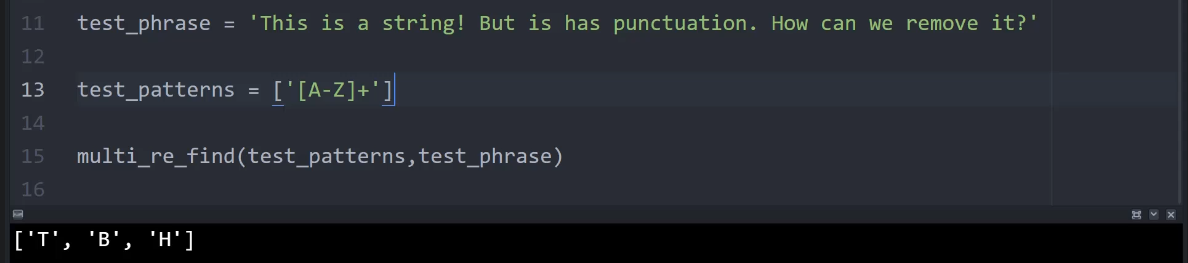 11 test_phrase = 'This is a string! But is has punctuation. How can we remove it?'
12
13 test_patterns = ['[A-Z]+']
14
15 multi_re_find(test_patterns,test_phrase)
16
['T', 'B', 'H']